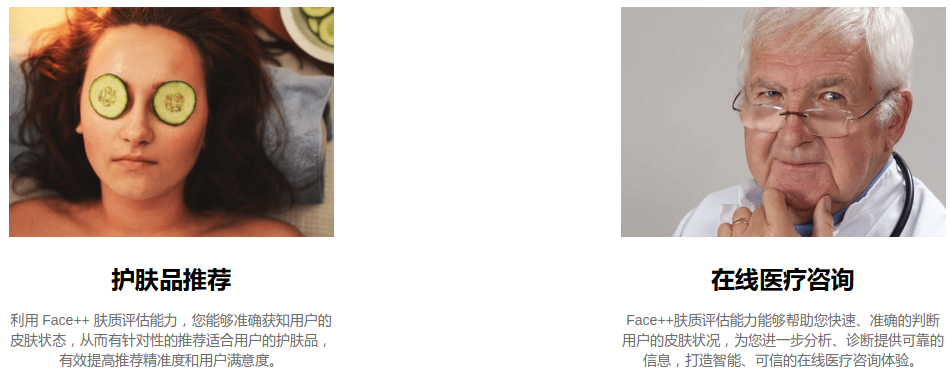 护肤品推荐
利用 Face++ 肤质评估能力，您能够准确获知用户的
皮肤状态，从而有针对性的推荐适合用户的护肤品，
有效提高推荐精准度和用户满意度。
在线医疗咨询
Face++肤质评估能力能够帮助您快速、准确的判断
用户的皮肤状况，为您进一步分析、诊断提供可靠的
信息，打造智能、可信的在线医疗咨询体验。